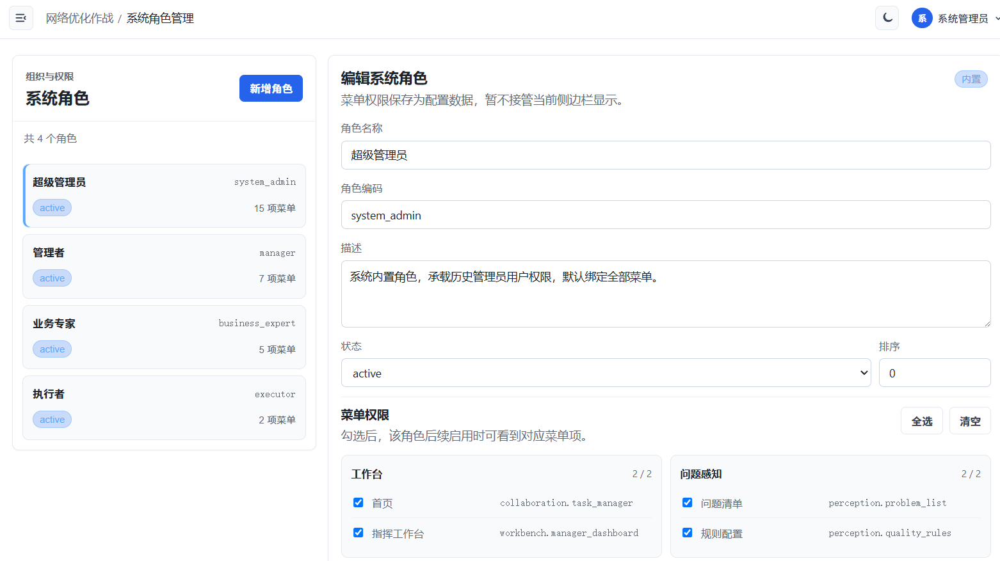 网络优化作战 / 系统角色管理
系 系统管理员
组织与权限
系统角色
新增角色
共 4 个角色
超级管理员 system_admin
active 15 项菜单
管理者 manager
active 7 项菜单
业务专家 business_expert
active 5 项菜单
执行者 executor
active 2 项菜单
编辑系统角色
内置
菜单权限保存为配置数据，暂不接管当前侧边栏显示。
角色名称
超级管理员
角色编码
system_admin
描述
系统内置角色，承载历史管理员用户权限，默认绑定全部菜单。
状态 排序
active 0
菜单权限
全选 清空
勾选后，该角色后续启用时可看到对应菜单项。
工作台 2 / 2
首页 collaboration.task_manager
指挥工作台 workbench.manager_dashboard
问题感知 2 / 2
问题清单 perception.problem_list
规则配置 perception.quality_rules